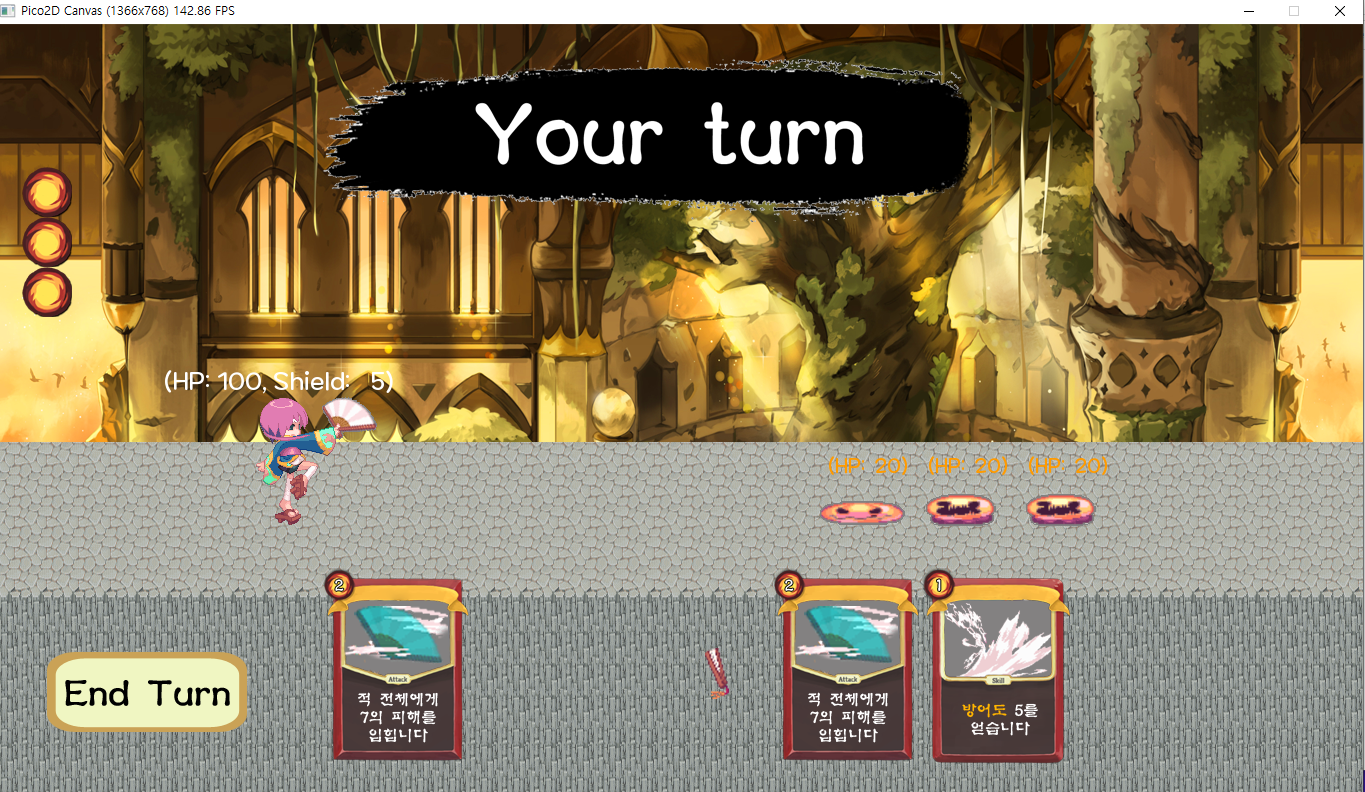 Pico2D Canvas (1366x768) 142.86 FPS
Your turn
(HP: 100, Shield: 5)
(HP: 20) (HP: 20) (HP: 20)
2
Attack
적 전체에게
7의 피해를
입힙니다
2
Attack
적 전체에게
7의 피해를
입힙니다
1
Skill
방어도 5를
얻습니다
End Turn